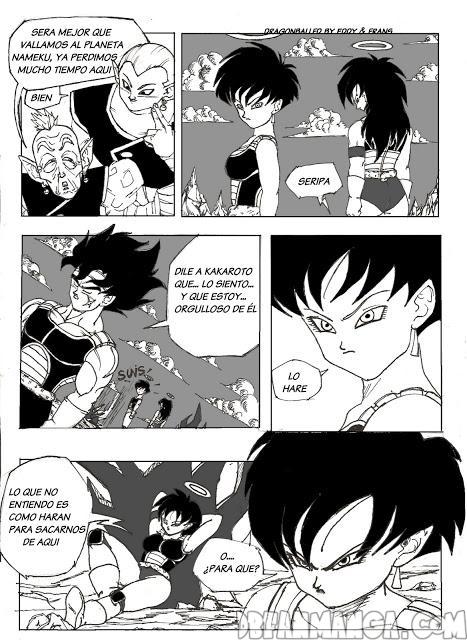 DRAGONBALLED BY EDDY & FRANS
SERA MEJOR QUE
VALLAMOS AL PLANETA
NAMEKU, YA PERDIMOS
MUCHO TIEMPO AQUI
BIEN
SERIPA
DILE A KAKAROTO
QUE... LO SIENTO...
Y QUE ESTOY...
ORGULLOSO DE ÉL
SUIS!
LO
HARE
LO QUE NO
ENTIENDO ES
COMO HARAN
PARA SACARNOS
DE AQUI
O....
¿PARA QUE?
DBFANMANGA.COM